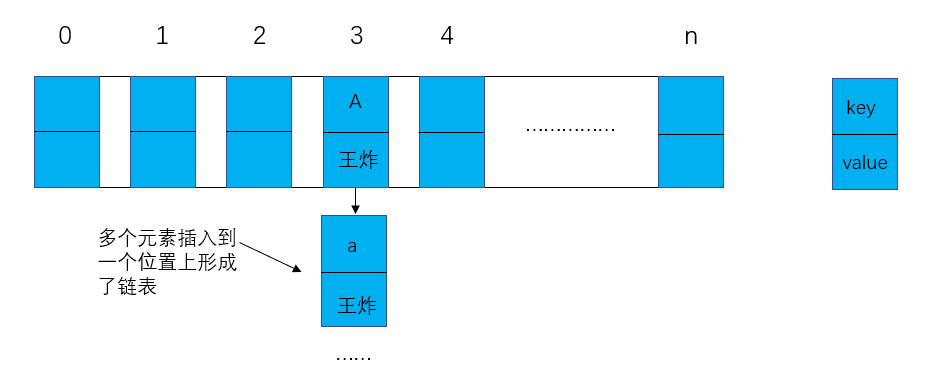 0 1 2 3 4 n
A
key
……………
王炸
value
多个元素插入到
一个位置上形成
了链表
a
王炸
……